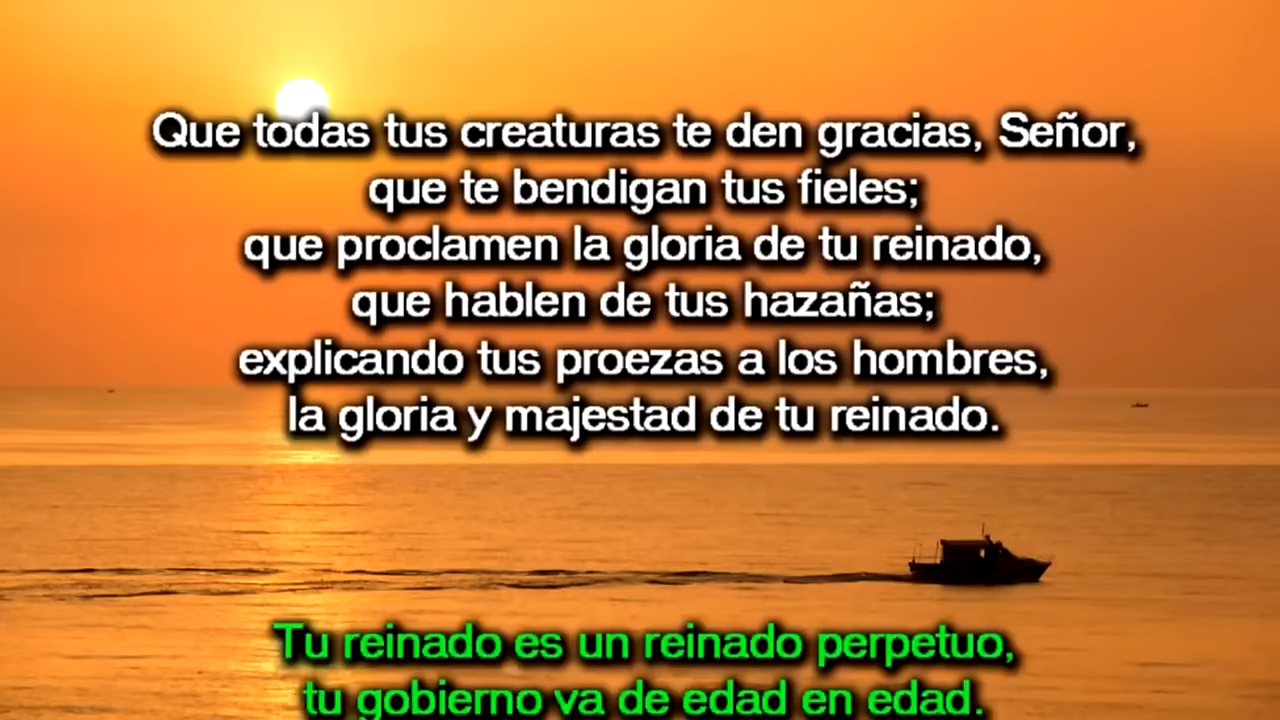 Que todas tus creaturas te den gracias, Señor,
que te bendigan tus fieles;
que proclamen la gloria de tu reinado,
que hablen de tus hazañas;
explicando tus proezas a los hombres,
la gloria y majestad de tu reinado.
Tu reinado es un reinado perpetuo,
tu gobierno va de edad en edad.